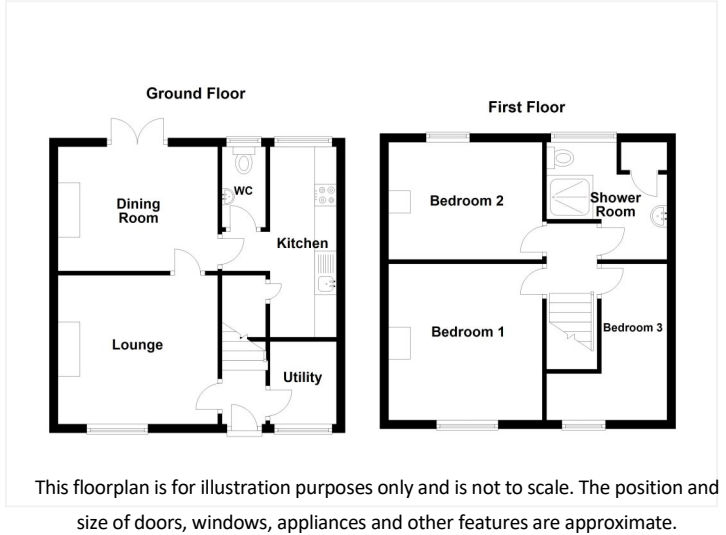 Ground Floor
Dining
Room
WC
Kitchen
Lounge
Utility
First Floor
Bedroom 2
Shower
Room
Bedroom 1
Bedroom 3
This floorplan is for illustration purposes only and is not to scale. The position and
size of doors, windows, appliances and other features are approximate.